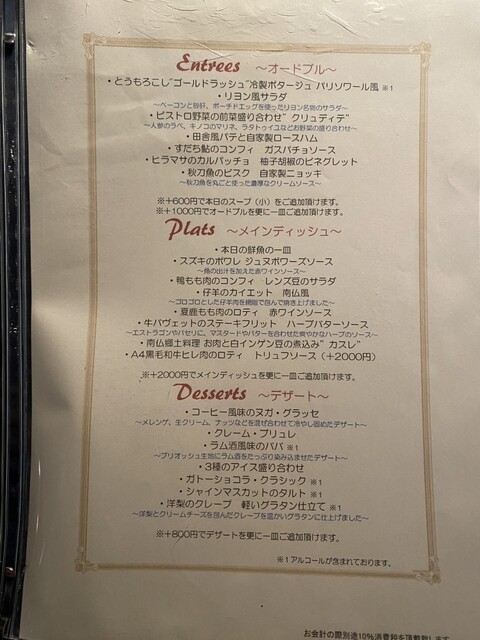 Entrees ～オードブル～
・とうもろこし"ゴールドラッシュ"冷製ポタージュ パリソワール風 ※1
・リヨン風サラダ
～ベーコンと砂肝、ポーチドエッグを使ったリヨン名物のサラダ～
・ビストロ野菜の前菜盛り合わせ" クリュディテ"
～人参のラペ、キノコのマリネ、ラタトゥイユなどお野菜の盛り合わせ～
・田舎風パテと自家製ロースハム
・すだち鮎のコンフィ ガスパチョソース
・ヒラマサのカルパッチョ 柚子胡椒のビネグレット
・秋刀魚のビスク 自家製ニョッキ
～秋刀魚を丸ごと使った濃厚なクリームソース～
※＋600円で本日のスープ（小）をご追加頂けます。
※＋1000円でオードブルを更に一皿ご追加頂けます。
Plats ～メインディッシュ～
・本日の鮮魚の一皿
・スズキのポワレ ジュヌボワーズソース
～魚の出汁を加えた赤ワインソース～
・鴨もも肉のコンフィ レンズ豆のサラダ
・仔羊のカイエット 南仏風
～ゴロゴロとした仔羊肉を網脂で包んで焼き上げました～
・夏鹿もも肉のロティ 赤ワインソース
・牛バヴェットのステーキフリット ハーブバターソース
～エストラゴンやパセリに、マスタードやバターを合わせた爽やかなハーブのソース～
・南仏郷土料理 お肉と白インゲン豆の煮込み" カスレ"
・A4黒毛和牛ヒレ肉のロティ トリュフソース（＋2000円）
※＋2000円でメインディッシュを更に一皿ご追加頂けます。
Desserts ～デザート～
・コーヒー風味のヌガ・グラッセ
～メレンゲ、生クリーム、ナッツなどを混ぜ合わせて冷やし固めたデザート～
・クレーム・ブリュレ
・ラム酒風味のババ ※1
～ブリオッシュ生地にラム酒をたっぷり染み込ませたデザート～
・3種のアイス盛り合わせ
・ガトーショコラ・クラシック ※1
・シャインマスカットのタルト ※1
・洋梨のクレープ 軽いグラタン仕立て ※1
～洋梨とクリームチーズを包んだクレープを温かいグラタンに仕上げました～
※＋800円でデザートを更に一皿ご追加頂けます。
※1アルコールが含まれております。
お会計の際別途10％消費税を頂戴致します